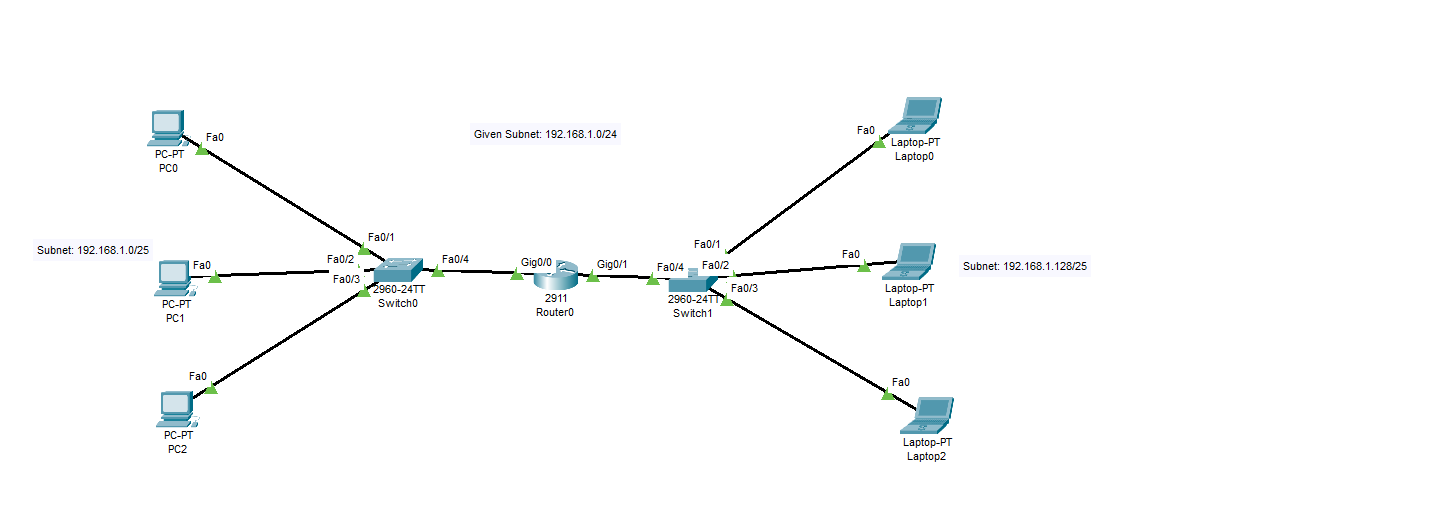 Given Subnet: 192.168.1.0/24
Fa0
PC-PT
PC0
Fa0
Laptop-PT
Laptop0
Subnet: 192.168.1.0/25
Fa0
PC-PT
PC1
Fa0/1
Fa0/2
Fa0/3
Fa0/4
2960-24TT
Switch0
Gig0/0
Gig0/1
2911
Router0
Fa0/1
Fa0/4
Fa0/2
Fa0/3
2960-24TT
Switch1
Fa0
Laptop-PT
Laptop1
Subnet: 192.168.1.128/25
Fa0
PC-PT
PC2
Fa0
Laptop-PT
Laptop2